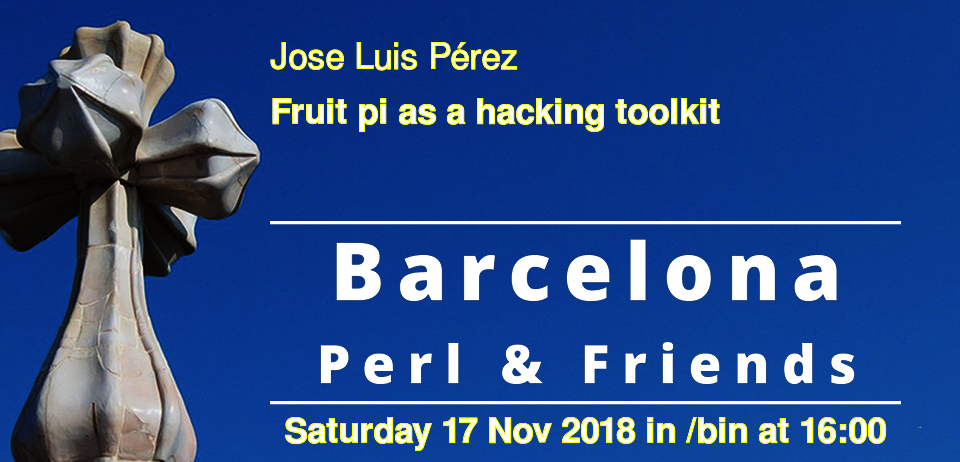 Jose Luis Pérez
Fruit pi as a hacking toolkit
Barcelona
Perl & Friends
Saturday 17 Nov 2018 in /bin at 16:00